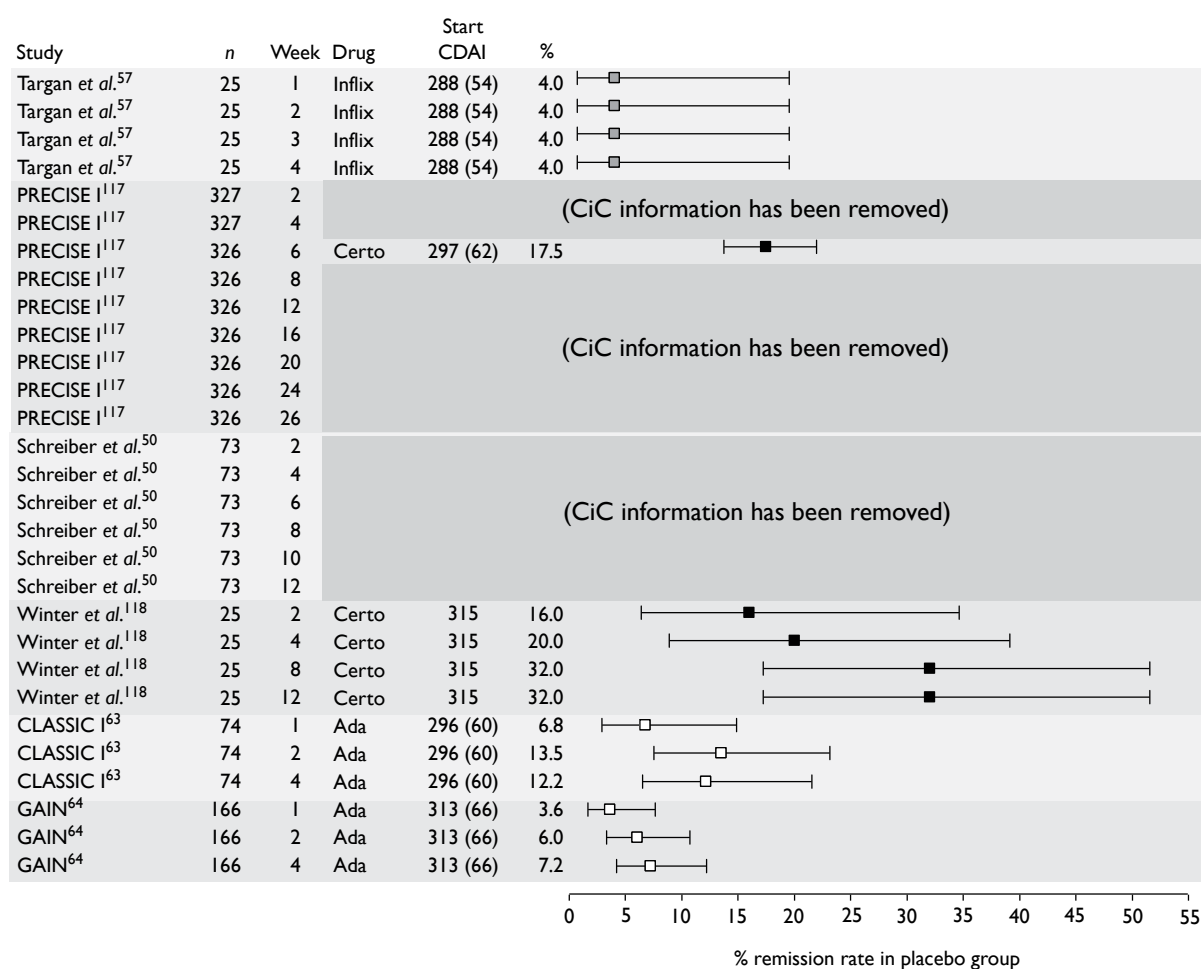 Start
Study n Week Drug CDAI %
Targan et al.57 25 1 Inflix 288 (54) 4.0
Targan et al.57 25 2 Inflix 288 (54) 4.0
Targan et al.57 25 3 Inflix 288 (54) 4.0
Targan et al.57 25 4 Inflix 288 (54) 4.0
PRECISE I117 327 2
(CiC information has been removed)
PRECISE I117 327 4
PRECISE I117 326 6 Certo 297 (62) 17.5
PRECISE I117 326 8
PRECISE I117 326 12
PRECISE I117 326 16
(CiC information has been removed)
PRECISE I117 326 20
PRECISE I117 326 24
PRECISE I117 326 26
Schreiber et al.50 73 2
Schreiber et al.50 73 4
Schreiber et al.50 73 6
(CiC information has been removed)
Schreiber et al.50 73 8
Schreiber et al.50 73 10
Schreiber et al.50 73 12
Winter et al.118 25 2 Certo 315 16.0
Winter et al.118 25 4 Certo 315 20.0
Winter et al.118 25 8 Certo 315 32.0
Winter et al.118 25 12 Certo 315 32.0
CLASSIC I63 74 1 Ada 296 (60) 6.8
CLASSIC I63 74 2 Ada 296 (60) 13.5
CLASSIC I63 74 4 Ada 296 (60) 12.2
GAIN64 166 1 Ada 313 (66) 3.6
GAIN64 166 2 Ada 313 (66) 6.0
GAIN64 166 4 Ada 313 (66) 7.2
0 5 10 15 20 25 30 35 40 45 50 55
% remission rate in placebo group